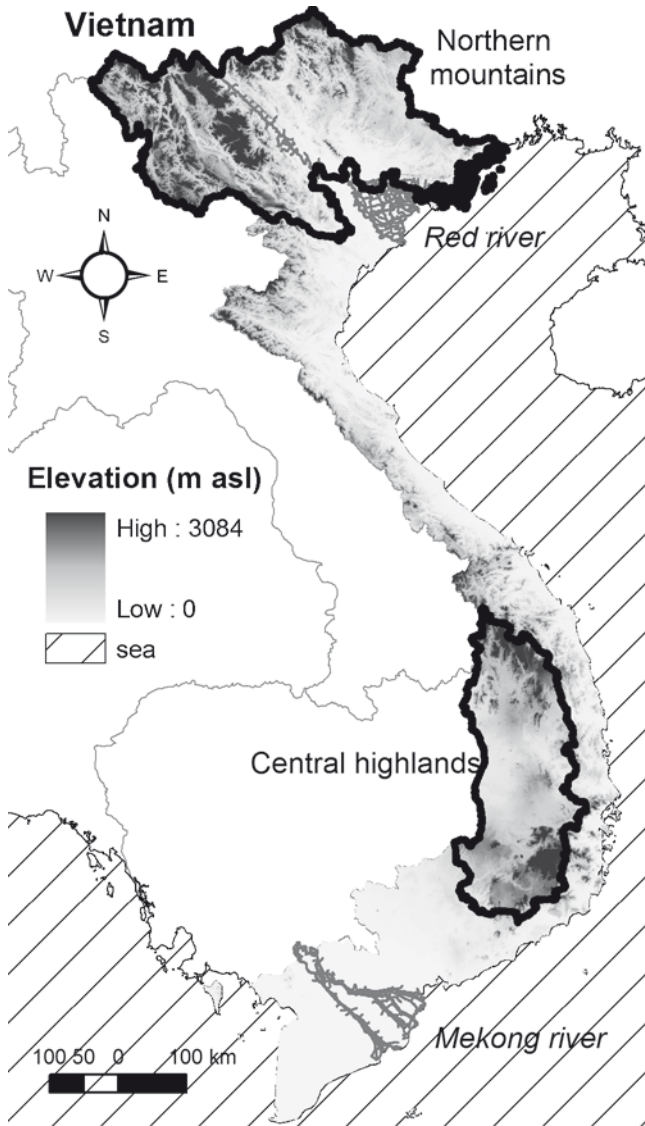 Vietnam
Northern
mountains
Red river
N
W
E
S
Elevation (m asl)
High : 3084
Low : 0
sea
Central highlands
Mekong river
100 50 0 100 km